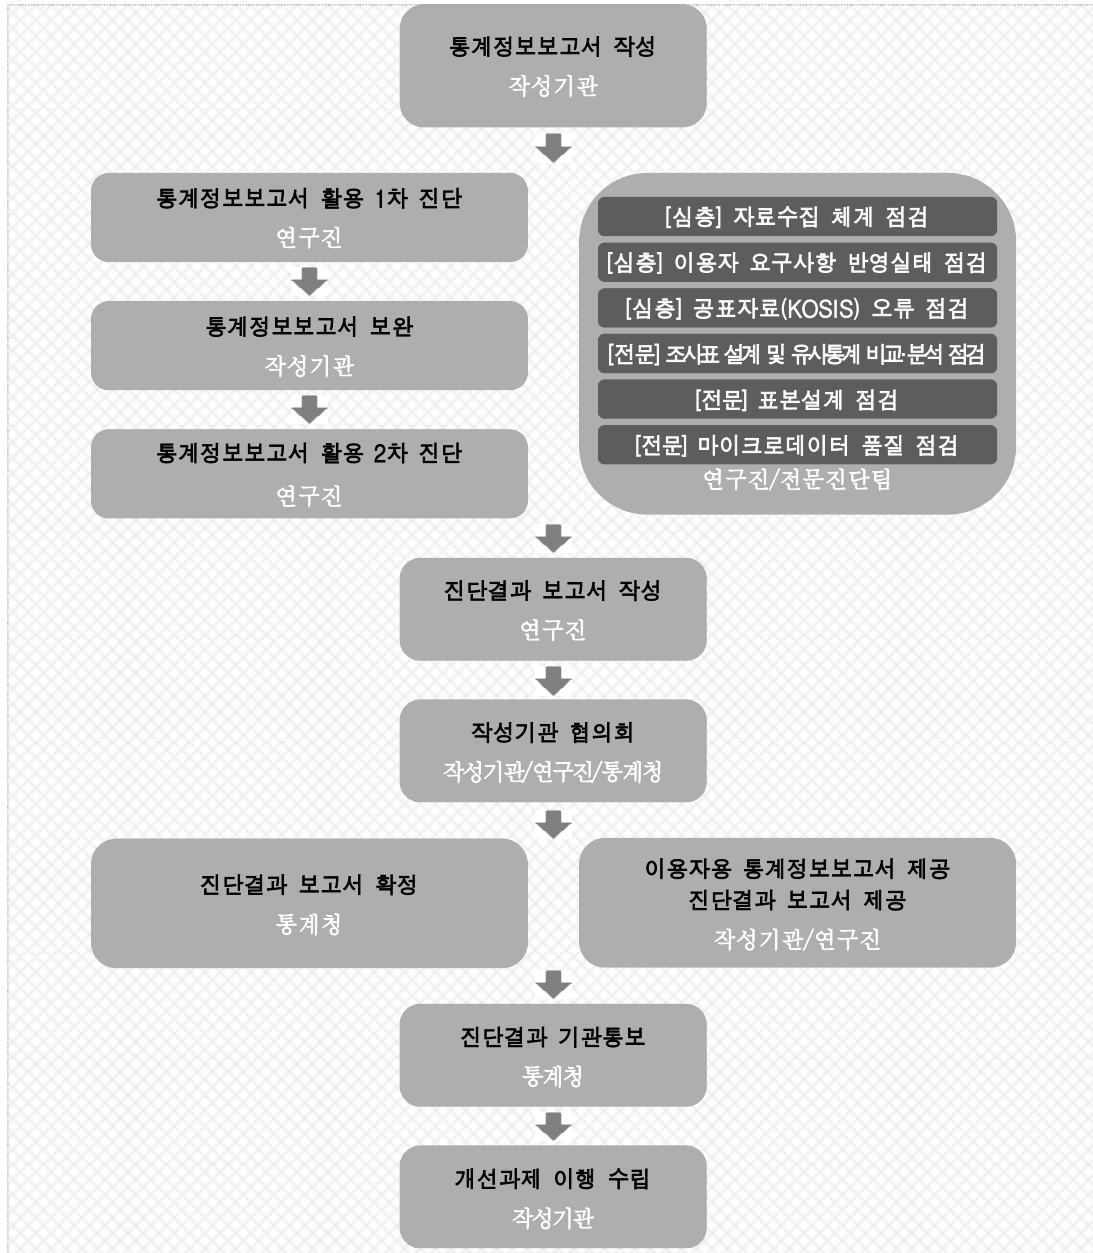 통계정보보고서 작성
작성기관
통계정보보고서 활용 1차 진단
연구진
통계정보보고서 보완
작성기관
통계정보보고서 활용 2차 진단
연구진
[심층] 자료수집 체계 점검
[심층] 이용자 요구사항 반영실태 점검
[심층] 공표자료(KOSIS) 오류 점검
[전문] 조사표 설계 및 유사통계 비교·분석 점검
[전문] 표본설계 점검
[전문] 마이크로데이터 품질 점검
연구진/전문진단팀
진단결과 보고서 작성
연구진
작성기관 협의회
작성기관/연구진/통계청
진단결과 보고서 확정
통계청
이용자용 통계정보보고서 제공
진단결과 보고서 제공
작성기관/연구진
진단결과 기관통보
통계청
개선과제 이행 수립
작성기관